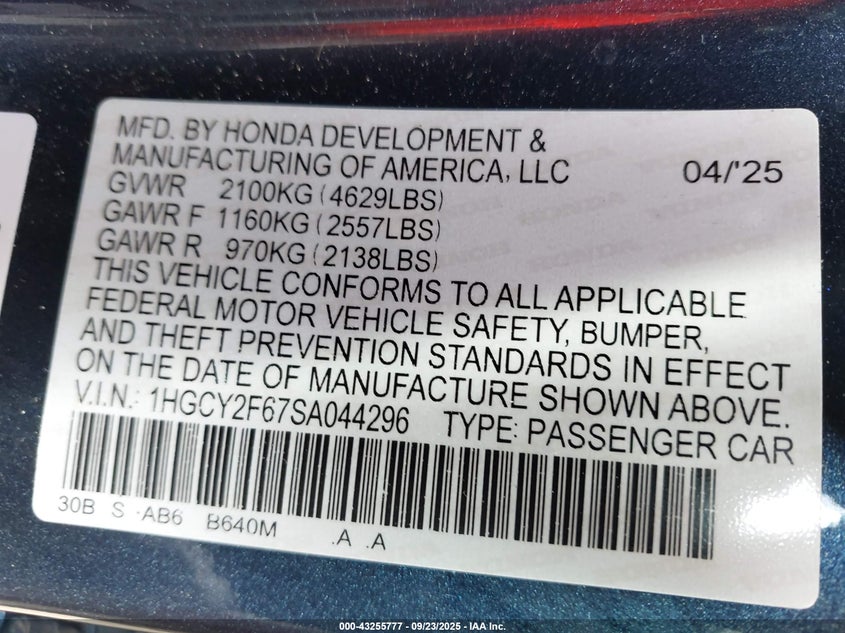 MFD. BY HONDA DEVELOPMENT &
MANUFACTURING OF AMERICA, LLC 04/'25
GVWR 2100KG (4629LBS)
GAWR F 1160KG (2557LBS)
GAWR R 970KG (2138LBS)
THIS VEHICLE CONFORMS TO ALL APPLICABLE
FEDERAL MOTOR VEHICLE SAFETY, BUMPER,
AND THEFT PREVENTION STANDARDS IN EFFECT
ON THE DATE OF MANUFACTURE SHOWN ABOVE.
V.I.N.: 1HGCY2F67SA044296 TYPE: PASSENGER CAR
30B S -AB6 B640M .A .A
000-43255777 - 09/23/2025 - IAA Inc.